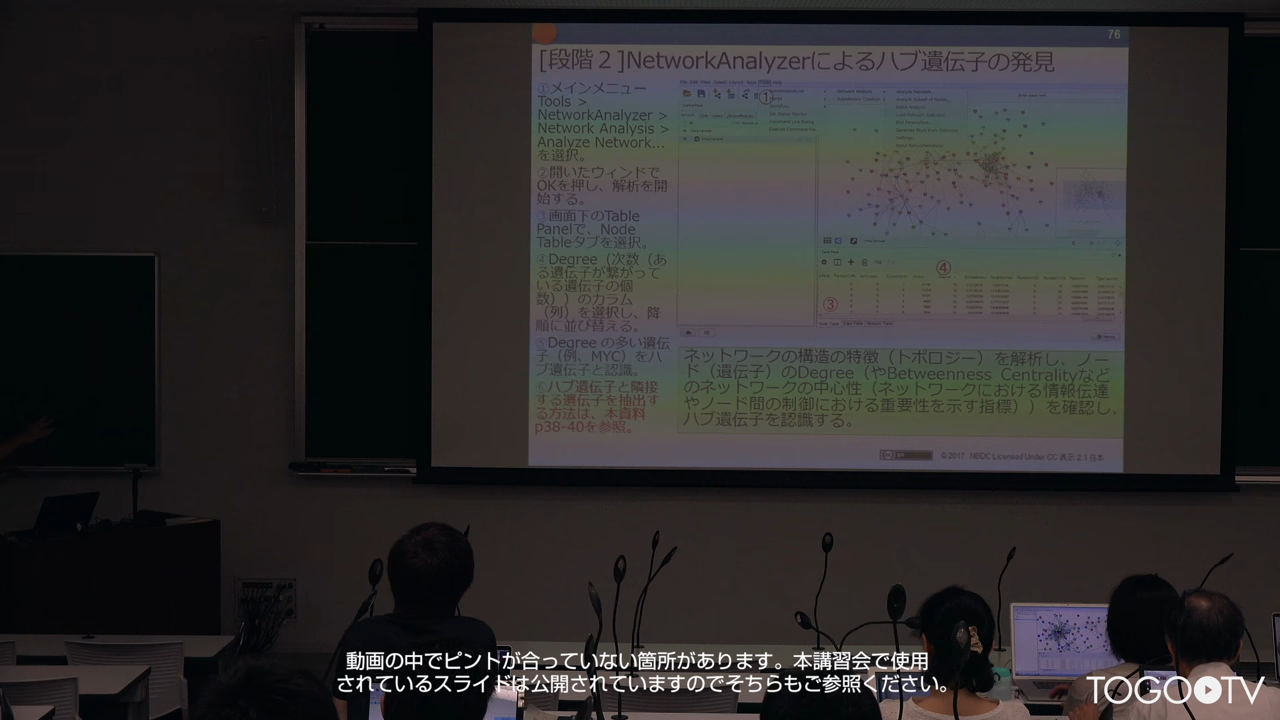 76
[段階２]NetworkAnalyzerによるハブ遺伝子の発見
①メインメニュー
Tools >
NetworkAnalyzer >
Network Analysis >
Analyze Network...
を選択。
②開いたウィンドで
OKを押し、解析を開
始する。
③画面下のTable
Panelで、Node
Tableタブを選択。
④Degree（次数（あ
る遺伝子が繋がって
いる遺伝子の個
数））のカラム
（列）を選択し、降
順に並び替える。
⑤Degree の多い遺伝
子（例、MYC）をハ
ブ遺伝子と認識。
⑥ハブ遺伝子と隣接
する遺伝子を抽出す
る方法は、本資料
p38-40を参照。
①
④
③
ネットワークの構造の特徴（トポロジー）を解析し、ノー
ド（遺伝子）のDegree（やBetweenness Centralityなど
のネットワークの中心性（ネットワークにおける情報伝達
やノード間の制御における重要性を示す指標））を確認し、
ハブ遺伝子を認識する。
© 2017 NBDC Licensed Under CC 表示 2.1 日本
動画の中でピントが合っていない箇所があります。本講習会で使用
されているスライドは公開されていますのでそちらもご参照ください。
TOGO TV